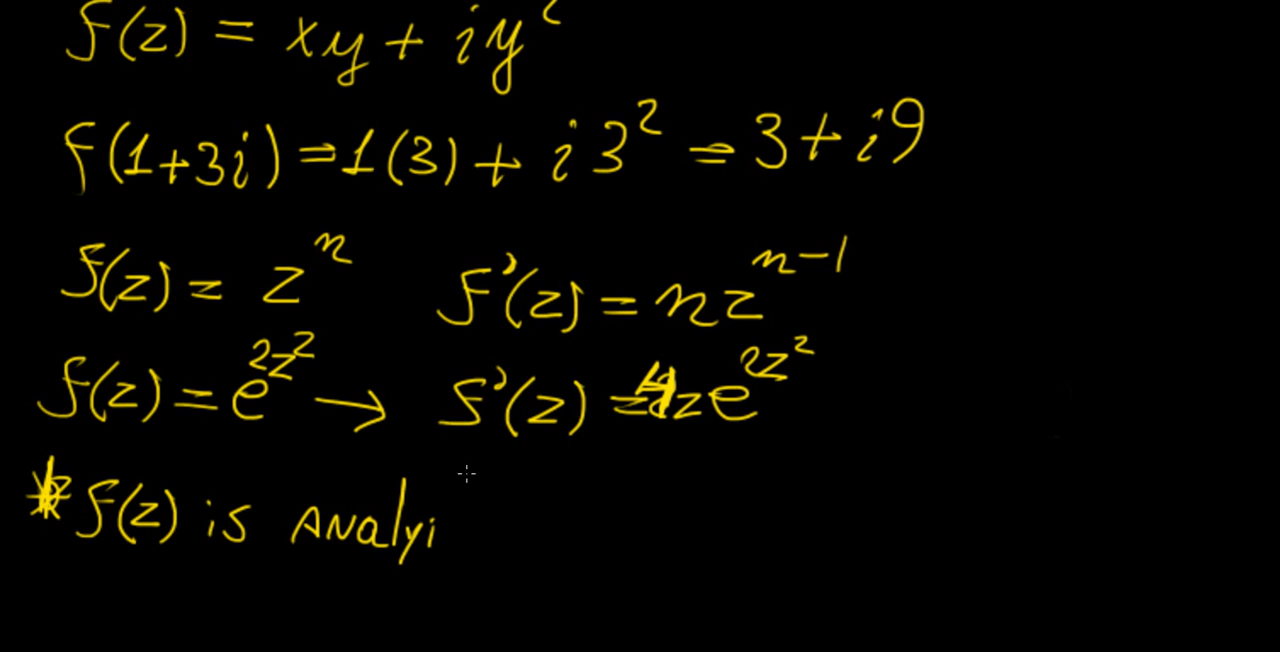 f(z) = xy + iy²
f(1+3i) = 1(3) + i3² = 3 + i9
f(z) = zⁿ f'(z) = nzⁿ⁻¹
f(z) = e^{2z²} → f'(z) = 4ze^{2z²}
* f(z) is Analyi